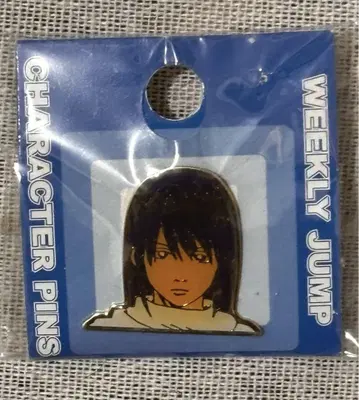 WEEKLY JUMP
CHARACTER PINS